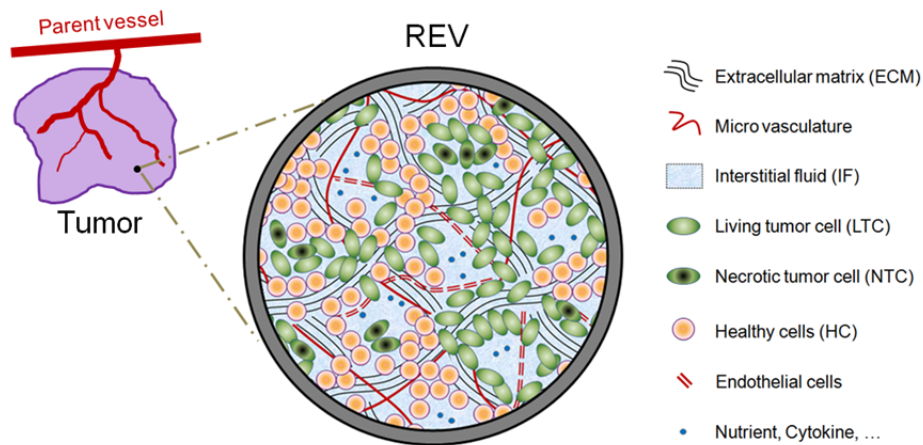 Parent vessel
REV
Tumor
Extracellular matrix (ECM)
Micro vasculature
Interstitial fluid (IF)
Living tumor cell (LTC)
Necrotic tumor cell (NTC)
Healthy cells (HC)
Endothelial cells
Nutrient, Cytokine, ...